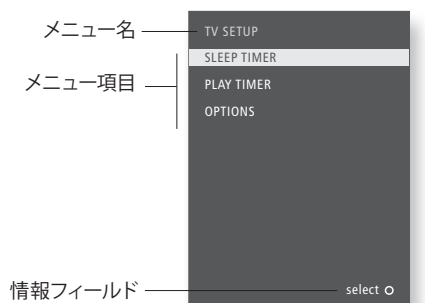 メニュー名
TV SETUP
SLEEP TIMER
メニュー項目
PLAY TIMER
OPTIONS
情報フィールド
select